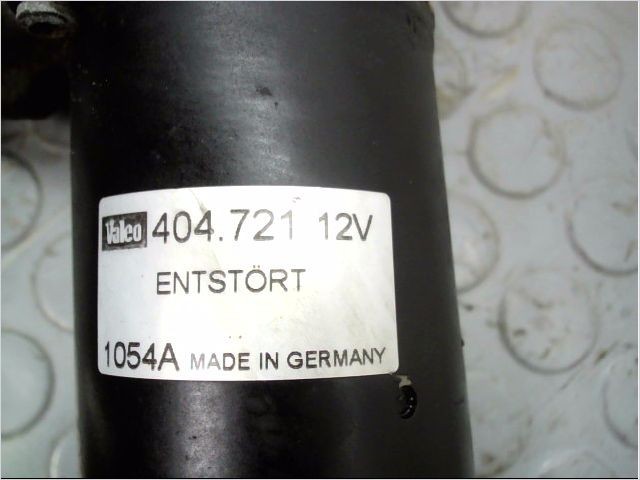 Valeo 404.721 12V
ENTSTÖRT
1054A MADE IN GERMANY